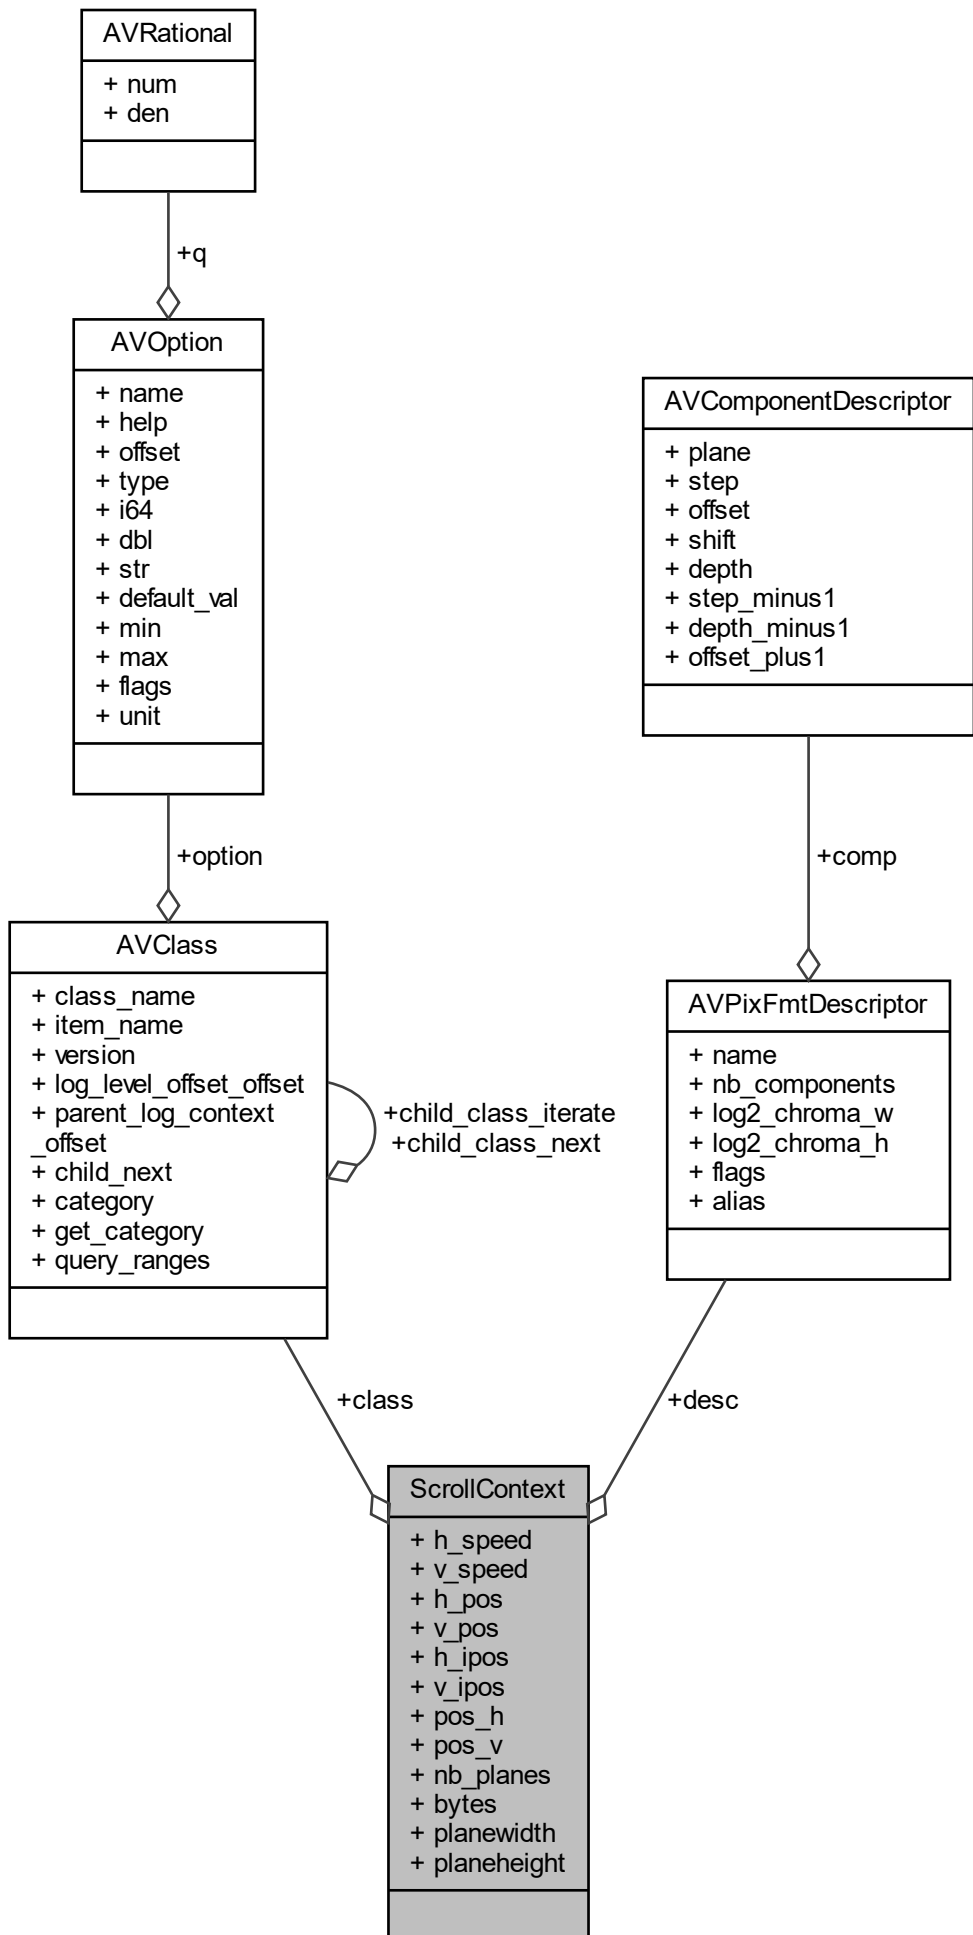 AVRational
+ num
+ den
+q
AVOption
+ name
+ help
+ offset
+ type
+ i64
+ dbl
+ str
+ default_val
+ min
+ max
+ flags
+ unit
AVComponentDescriptor
+ plane
+ step
+ offset
+ shift
+ depth
+ step_minus1
+ depth_minus1
+ offset_plus1
+option
+comp
AVClass
+ class_name
+ item_name
+ version
+ log_level_offset_offset
+ parent_log_context
_offset
+ child_next
+ category
+ get_category
+ query_ranges
+child_class_iterate
+child_class_next
AVPixFmtDescriptor
+ name
+ nb_components
+ log2_chroma_w
+ log2_chroma_h
+ flags
+ alias
+class
+desc
ScrollContext
+ h_speed
+ v_speed
+ h_pos
+ v_pos
+ h_ipos
+ v_ipos
+ pos_h
+ pos_v
+ nb_planes
+ bytes
+ planewidth
+ planeheight